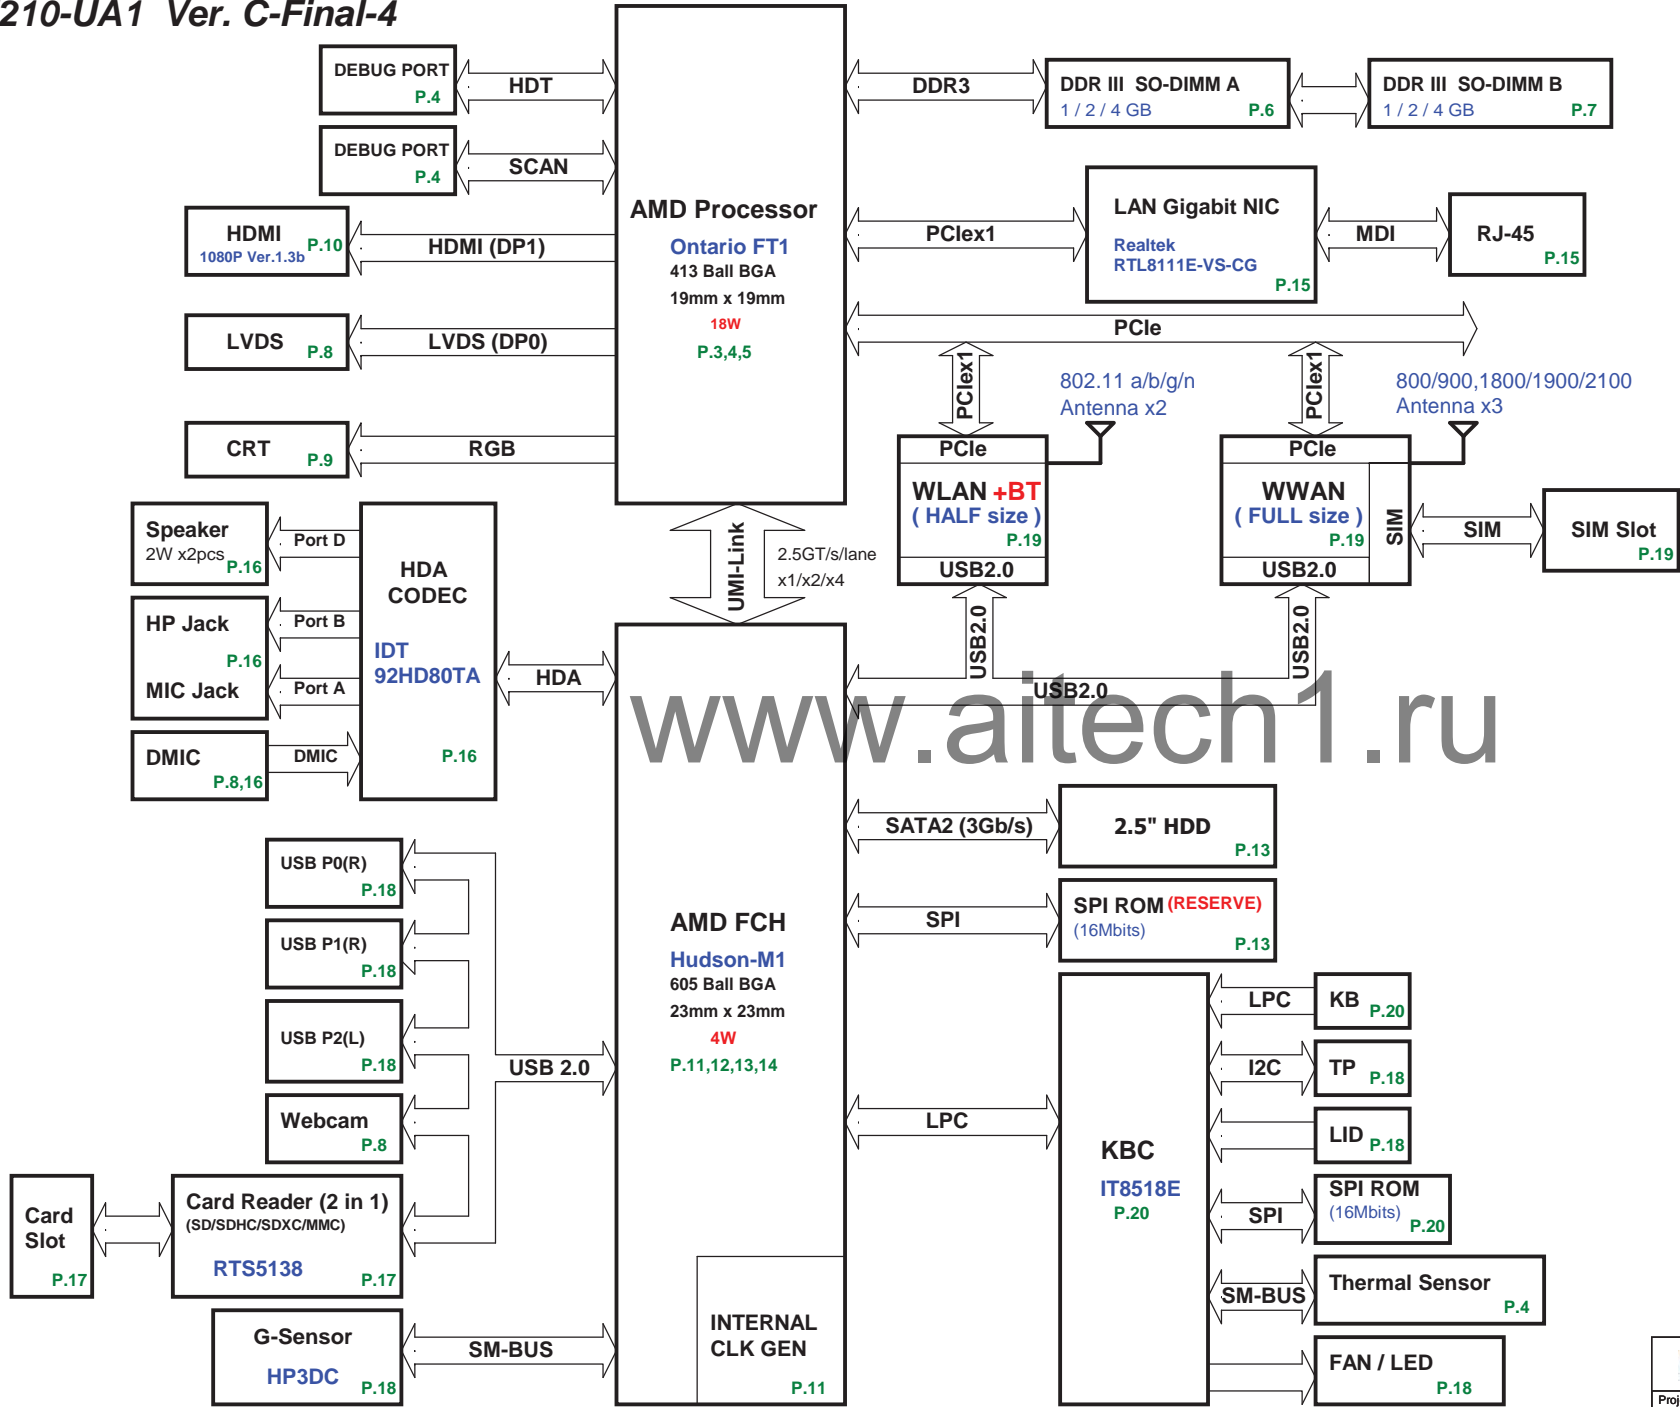 210-UA1 Ver. C-Final-4
DEBUG PORT
P.4
HDT
DEBUG PORT
P.4
SCAN
HDMI
1080P Ver.1.3b
P.10
HDMI (DP1)
LVDS
P.8
LVDS (DP0)
CRT
P.9
RGB
AMD Processor
Ontario FT1
413 Ball BGA
19mm x 19mm
18W
P.3,4,5
DDR3
DDR III SO-DIMM A
1 / 2 / 4 GB
P.6
DDR III SO-DIMM B
1 / 2 / 4 GB
P.7
PCIex1
LAN Gigabit NIC
Realtek
RTL8111E-VS-CG
P.15
MDI
RJ-45
P.15
PCIe
PCIex1
802.11 a/b/g/n
Antenna x2
PCIex1
800/900,1800/1900/2100
Antenna x3
PCIe
WLAN +BT
( HALF size )
P.19
USB2.0
PCIe
WWAN
( FULL size )
P.19
USB2.0
SIM
SIM
SIM Slot
P.19
USB2.0
USB2.0
USB2.0
UMI-Link
2.5GT/s/lane
x1/x2/x4
Speaker
2W x2pcs
P.16
Port D
HP Jack
P.16
MIC Jack
Port B
Port A
DMIC
P.8,16
DMIC
HDA
CODEC
IDT
92HD80TA
P.16
HDA
www.aitech1.ru
AMD FCH
Hudson-M1
605 Ball BGA
23mm x 23mm
4W
P.11,12,13,14
INTERNAL
CLK GEN
P.11
SATA2 (3Gb/s)
2.5" HDD
P.13
SPI
SPI ROM (RESERVE)
(16Mbits)
P.13
LPC
KBC
IT8518E
P.20
LPC
KB
P.20
I2C
TP
P.18
LID
P.18
SPI
SPI ROM
(16Mbits)
P.20
SM-BUS
Thermal Sensor
P.4
FAN / LED
P.18
USB P0(R)
P.18
USB P1(R)
P.18
USB P2(L)
P.18
Webcam
P.8
USB 2.0
Card
Slot
P.17
Card Reader (2 in 1)
(SD/SDHC/SDXC/MMC)
RTS5138
P.17
G-Sensor
HP3DC
P.18
SM-BUS